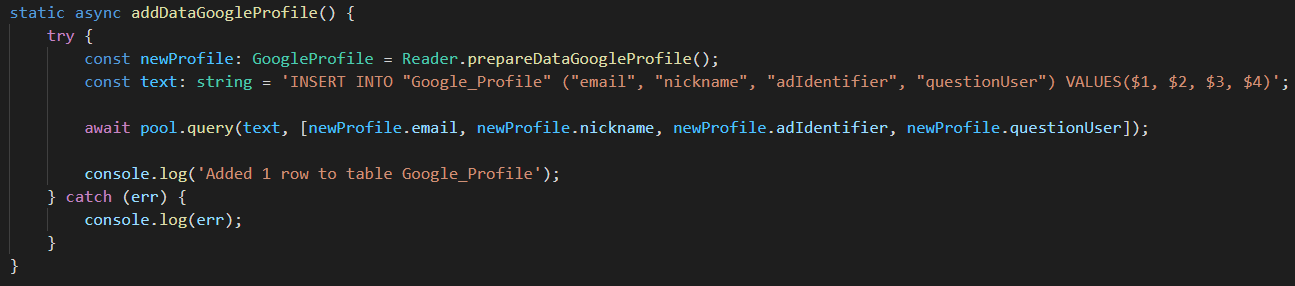 static async addDataGoogleProfile() {
try {
const newProfile: GoogleProfile = Reader.prepareDataGoogleProfile();
const text: string = 'INSERT INTO "Google_Profile" ("email", "nickname", "adIdentifier", "questionUser") VALUES($1, $2, $3, $4)';
await pool.query(text, [newProfile.email, newProfile.nickname, newProfile.adIdentifier, newProfile.questionUser]);
console.log('Added 1 row to table Google_Profile');
} catch (err) {
console.log(err);
}
}